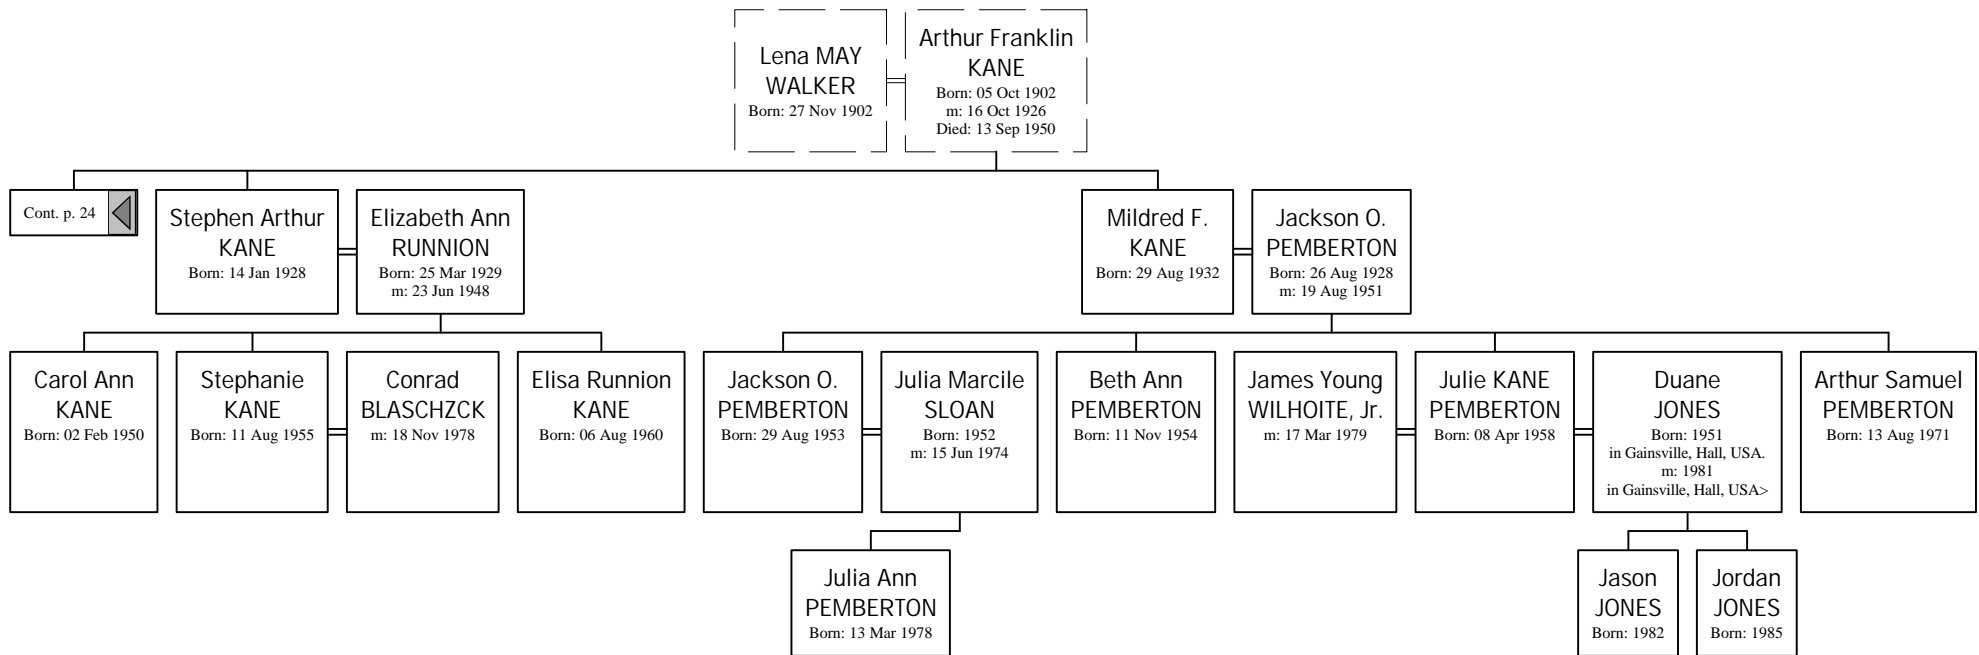 Lena MAY
WALKER
Born: 27 Nov 1902
Arthur Franklin
KANE
Born: 05 Oct 1902
m: 16 Oct 1926
Died: 13 Sep 1950
Cont. p. 24
Stephen Arthur
KANE
Born: 14 Jan 1928
Elizabeth Ann
RUNNION
Born: 25 Mar 1929
m: 23 Jun 1948
Mildred F.
KANE
Born: 29 Aug 1932
Jackson O.
PEMBERTON
Born: 26 Aug 1928
m: 19 Aug 1951
Carol Ann
KANE
Born: 02 Feb 1950
Stephanie
KANE
Born: 11 Aug 1955
Conrad
BLASCHZCK
m: 18 Nov 1978
Elisa Runnion
KANE
Born: 06 Aug 1960
Jackson O.
PEMBERTON
Born: 29 Aug 1953
Julia Marcile
SLOAN
Born: 1952
m: 15 Jun 1974
Beth Ann
PEMBERTON
Born: 11 Nov 1954
James Young
WILHOITE, Jr.
m: 17 Mar 1979
Julie KANE
PEMBERTON
Born: 08 Apr 1958
Duane
JONES
Born: 1951
in Gainsville, Hall, USA.
m: 1981
in Gainsville, Hall, USA>
Arthur Samuel
PEMBERTON
Born: 13 Aug 1971
Julia Ann
PEMBERTON
Born: 13 Mar 1978
Jason
JONES
Born: 1982
Jordan
JONES
Born: 1985